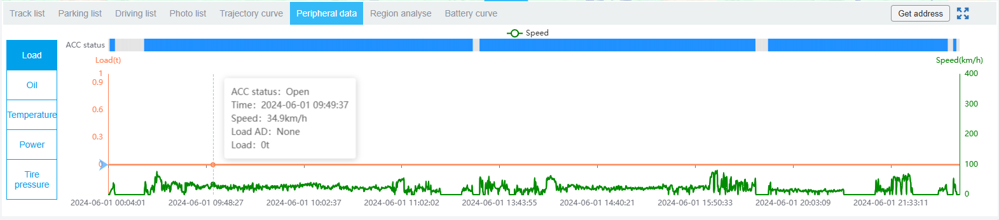 Track list Parking list Driving list Photo list Trajectory curve Peripheral data Region analyse Battery curve Get address
Speed
ACC status
Load
Oil
Temperature
Power
Tire
pressure
Load(t)
Speed(km/h)
1
0.9
0.6
0.3
0
400
300
200
100
0
ACC status: Open
Time: 2024-06-01 09:49:37
Speed: 34.9km/h
Load AD: None
Load: 0t
2024-06-01 00:04:01 2024-06-01 09:48:27 2024-06-01 10:02:37 2024-06-01 11:02:02 2024-06-01 13:43:55 2024-06-01 14:40:21 2024-06-01 15:50:33 2024-06-01 20:03:09 2024-06-01 21:33:11